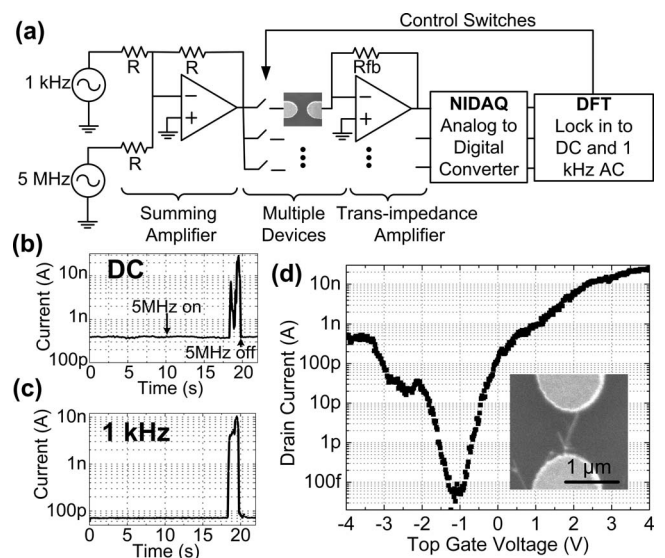 (a)
Control Switches
R
R
Rfb
1 kHz
5 MHz
R
NIDAQ
Analog to
Digital
Converter
DFT
Lock in to
DC and 1
kHz AC
Summing
Amplifier
Multiple
Devices
Trans-impedance
Amplifier
(b)
DC
5MHz on
5MHz off
Current (A)
10n
1n
100p
0 5 10 15 20
Time (s)
(c)
1 kHz
Current (A)
10n
1n
100p
0 5 10 15 20
Time (s)
(d)
Drain Current (A)
10n
1n
100p
10p
1p
100f
1 µm
-4 -3 -2 -1 0 1 2 3 4
Top Gate Voltage (V)